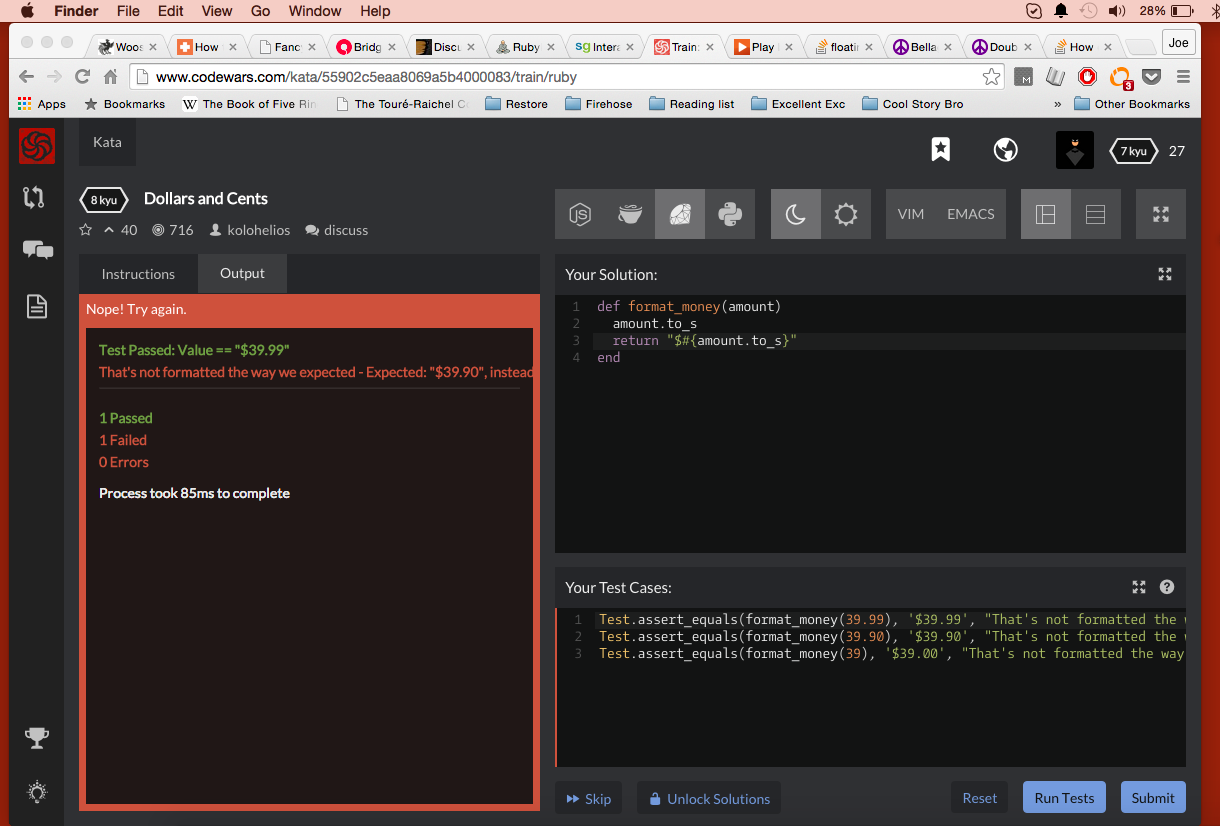 Finder File Edit View Go Window Help 28%
Woos How Fanc Bridg Discu Ruby Intera Train: Play floatir Bella Doub How Joe
www.codewars.com/kata/55902c5eaa8069a5b4000083/train/ruby
Apps Bookmarks The Book of Five Rin The Touré-Raichel Co Restore Firehose Reading list Excellent Exc Cool Story Bro » Other Bookmarks
Kata
7 kyu 27
8 kyu Dollars and Cents
40 716 kolohelios discuss
JS VIM EMACS
Instructions Output
Nope! Try again.
Test Passed: Value == "$39.99"
That's not formatted the way we expected - Expected: "$39.90", instead
1 Passed
1 Failed
0 Errors
Process took 85ms to complete
Your Solution:
1 def format_money(amount)
2 amount.to_s
3 return "$#{amount.to_s}"
4 end
Your Test Cases:
1 Test.assert_equals(format_money(39.99), '$39.99', "That's not formatted the
2 Test.assert_equals(format_money(39.90), '$39.90', "That's not formatted the
3 Test.assert_equals(format_money(39), '$39.00', "That's not formatted the way
Skip Unlock Solutions Reset Run Tests Submit